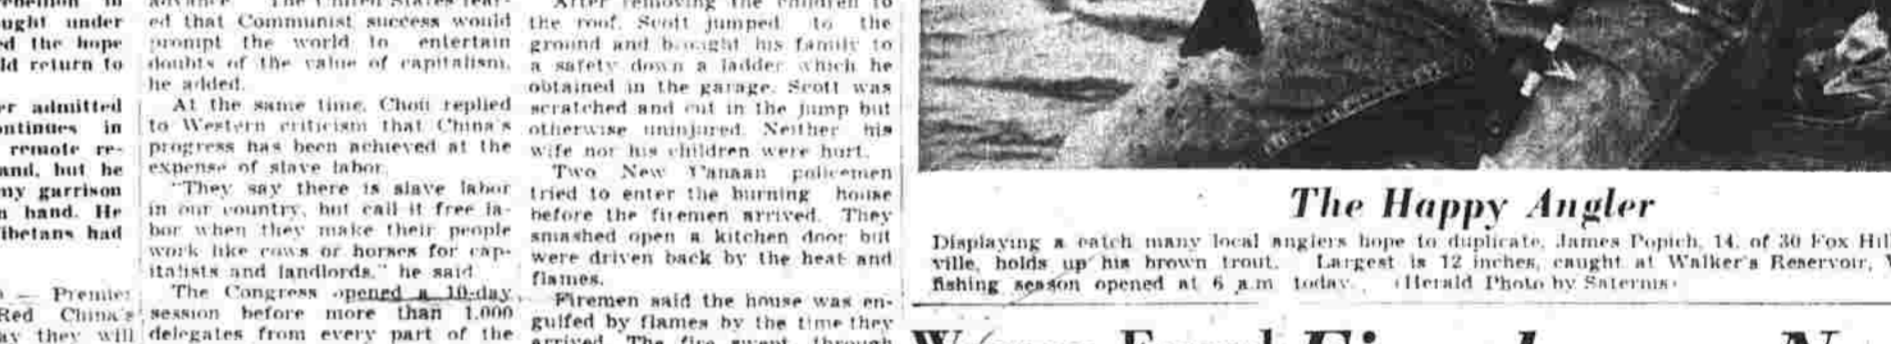 ught under
ed the hope
ld return to
er admitted
ontinues in
remote re-
and, but he
my garrison
n hand. He
ibetans had
— Premier
Red China's
ay they will
ed that Communist success would
prompt the world to entertain
doubts of the value of capitalism,
he added.
At the same time, Chou replied
to Western criticism that China's
progress has been achieved at the
expense of slave labor.
"They say there is slave labor
in our country, but call it free la-
bor when they make their people
work like cows or horses for cap-
italists and landlords," he said.
The Congress opened a 10-day
session before more than 1,000
delegates from every part of the
After removing the children to
the roof, Scott jumped to the
ground and brought his family to
a safety down a ladder which he
obtained in the garage. Scott was
scratched and cut in the jump but
otherwise uninjured. Neither his
wife nor his children were hurt.
Two New Canaan policemen
tried to enter the burning house
before the firemen arrived. They
smashed open a kitchen door but
were driven back by the heat and
flames.
Firemen said the house was en-
gulfed by flames by the time they
arrived. The fire swept through
The Happy Angler
Displaying a catch many local anglers hope to duplicate, James Popich, 14, of 30 Fox Hil
ville, holds up his brown trout. Largest is 12 inches, caught at Walker's Reservoir, V
fishing season opened at 6 a.m. today. (Herald Photo by Saternis)